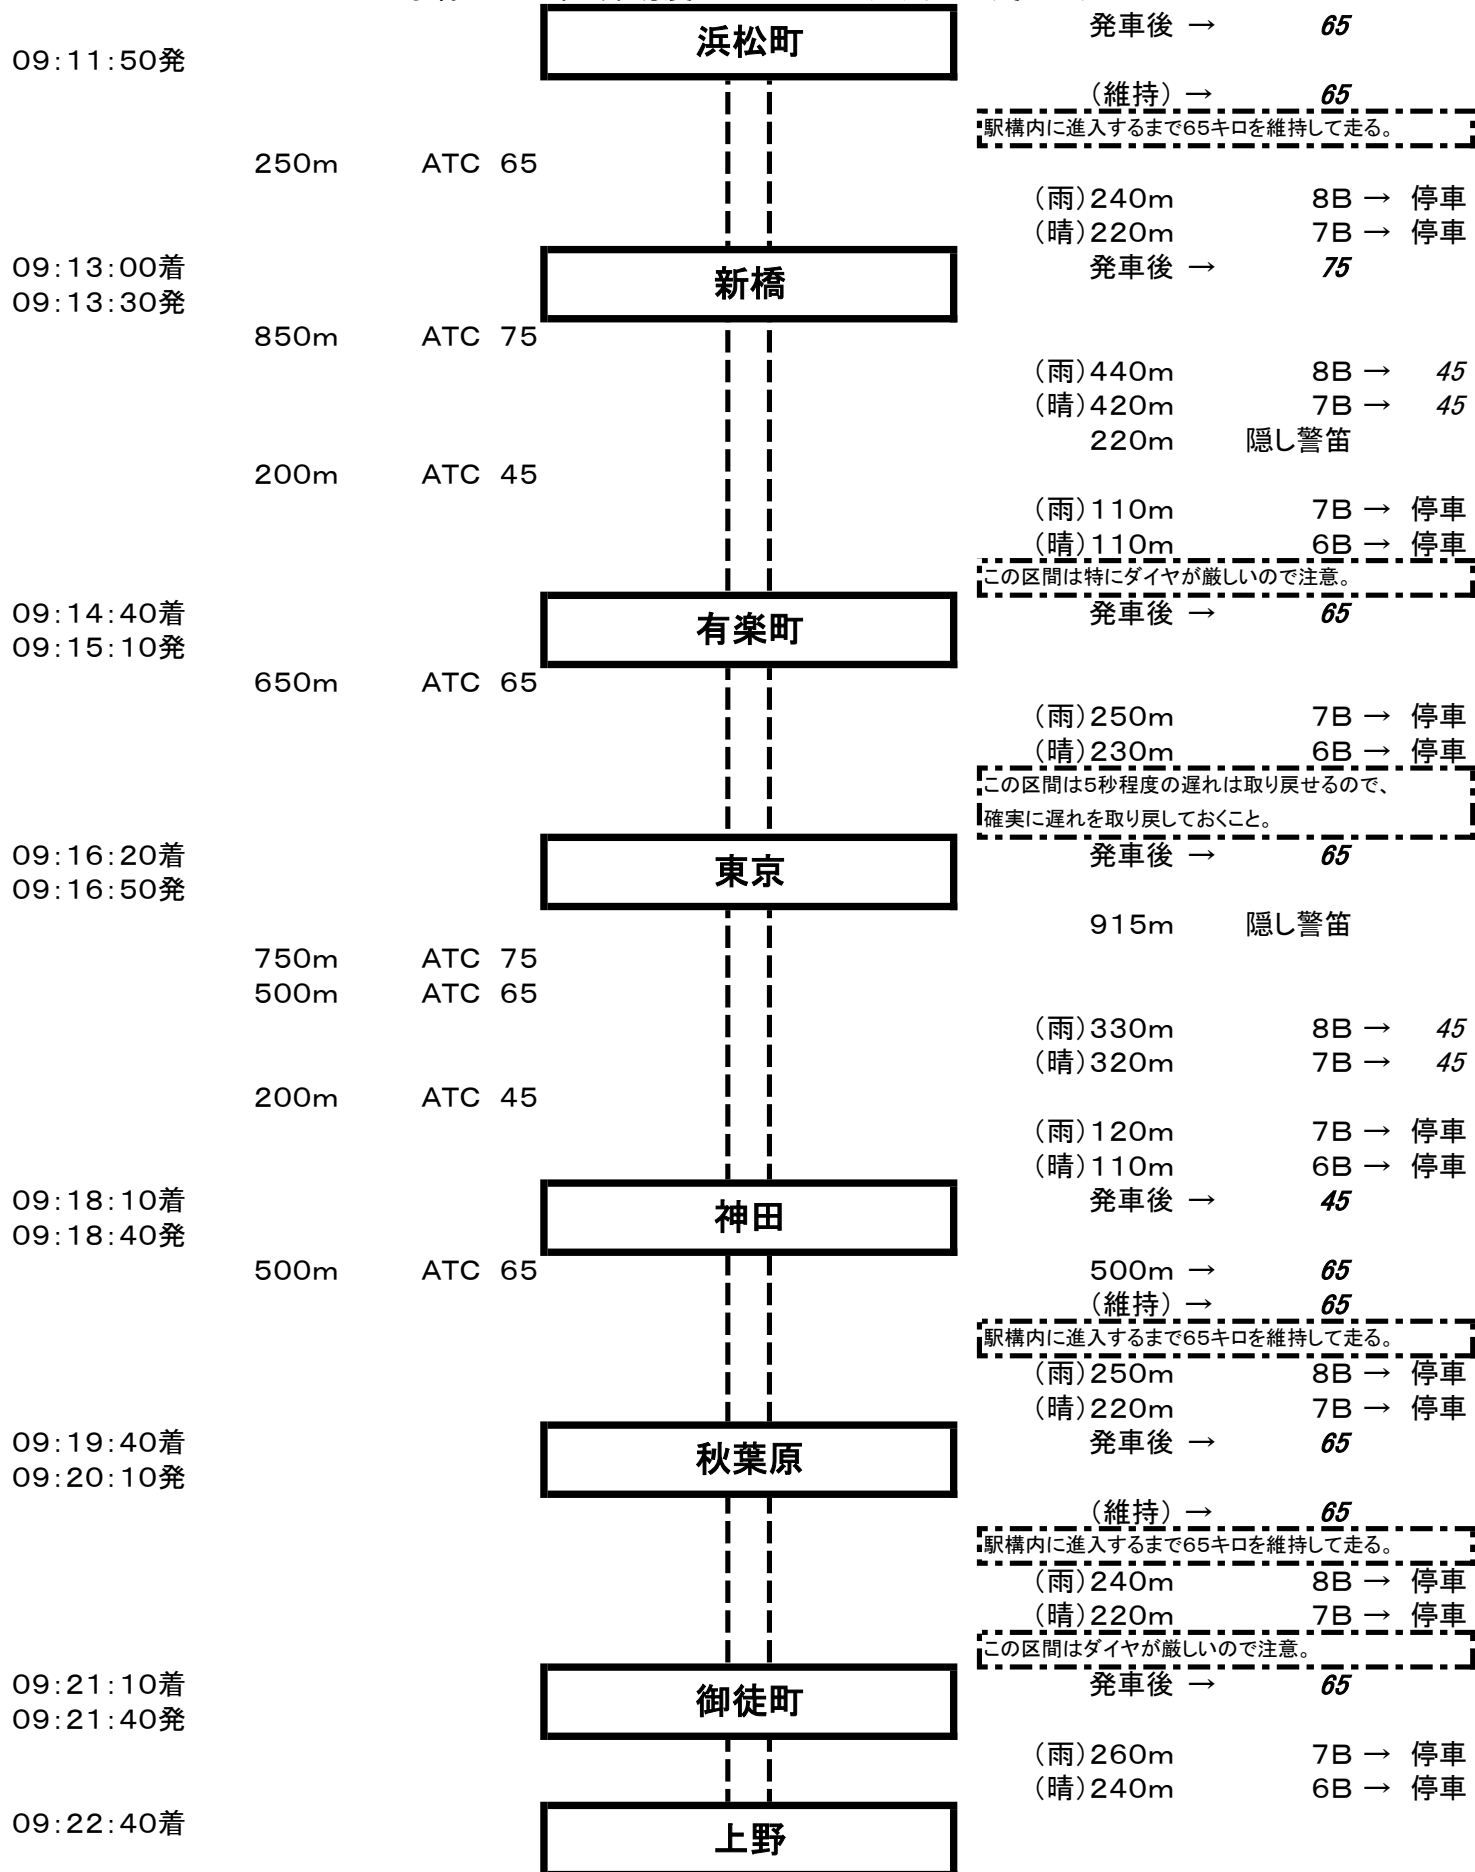 発車後 → 65
浜松町
09:11:50発
(維持) → 65
駅構内に進入するまで65キロを維持して走る。
250m ATC 65
(雨)240m 8B → 停車
(晴)220m 7B → 停車
09:13:00着 発車後 → 75
新橋
09:13:30発
850m ATC 75
(雨)440m 8B → 45
(晴)420m 7B → 45
220m 隠し警笛
200m ATC 45
(雨)110m 7B → 停車
(晴)110m 6B → 停車
この区間は特にダイヤが厳しいので注意。
09:14:40着 発車後 → 65
有楽町
09:15:10発
650m ATC 65
(雨)250m 7B → 停車
(晴)230m 6B → 停車
この区間は5秒程度の遅れは取り戻せるので、
確実に遅れを取り戻しておくこと。
09:16:20着 発車後 → 65
東京
09:16:50発
915m 隠し警笛
750m ATC 75
500m ATC 65
(雨)330m 8B → 45
(晴)320m 7B → 45
200m ATC 45
(雨)120m 7B → 停車
(晴)110m 6B → 停車
09:18:10着 発車後 → 45
神田
09:18:40発
500m ATC 65 500m → 65
(維持) → 65
駅構内に進入するまで65キロを維持して走る。
(雨)250m 8B → 停車
(晴)220m 7B → 停車
09:19:40着 発車後 → 65
秋葉原
09:20:10発
(維持) → 65
駅構内に進入するまで65キロを維持して走る。
(雨)240m 8B → 停車
(晴)220m 7B → 停車
この区間はダイヤが厳しいので注意。
09:21:10着 発車後 → 65
御徒町
09:21:40発
(雨)260m 7B → 停車
(晴)240m 6B → 停車
09:22:40着
上野